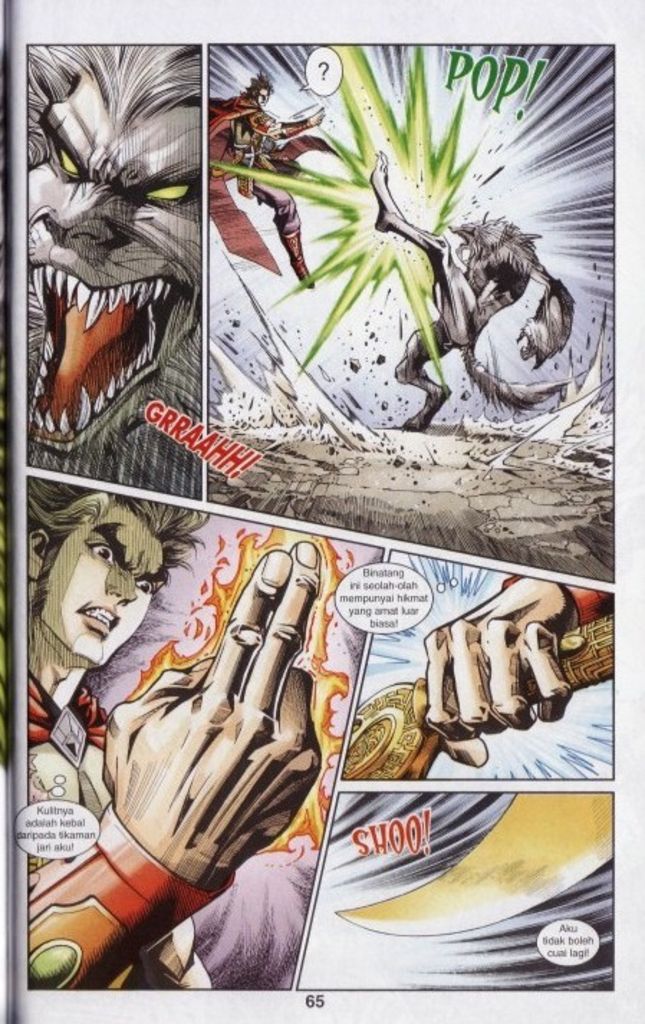 ?
POP!
GRRAAHH!
Kulitnya
adalah kebal
daripada tikaman
jari aku!
Binatang
ini seolah-olah
mempunyai hikmat
yang amat luar
biasa!
SHOO!
Aku
tidak boleh
cuai lagi!
65